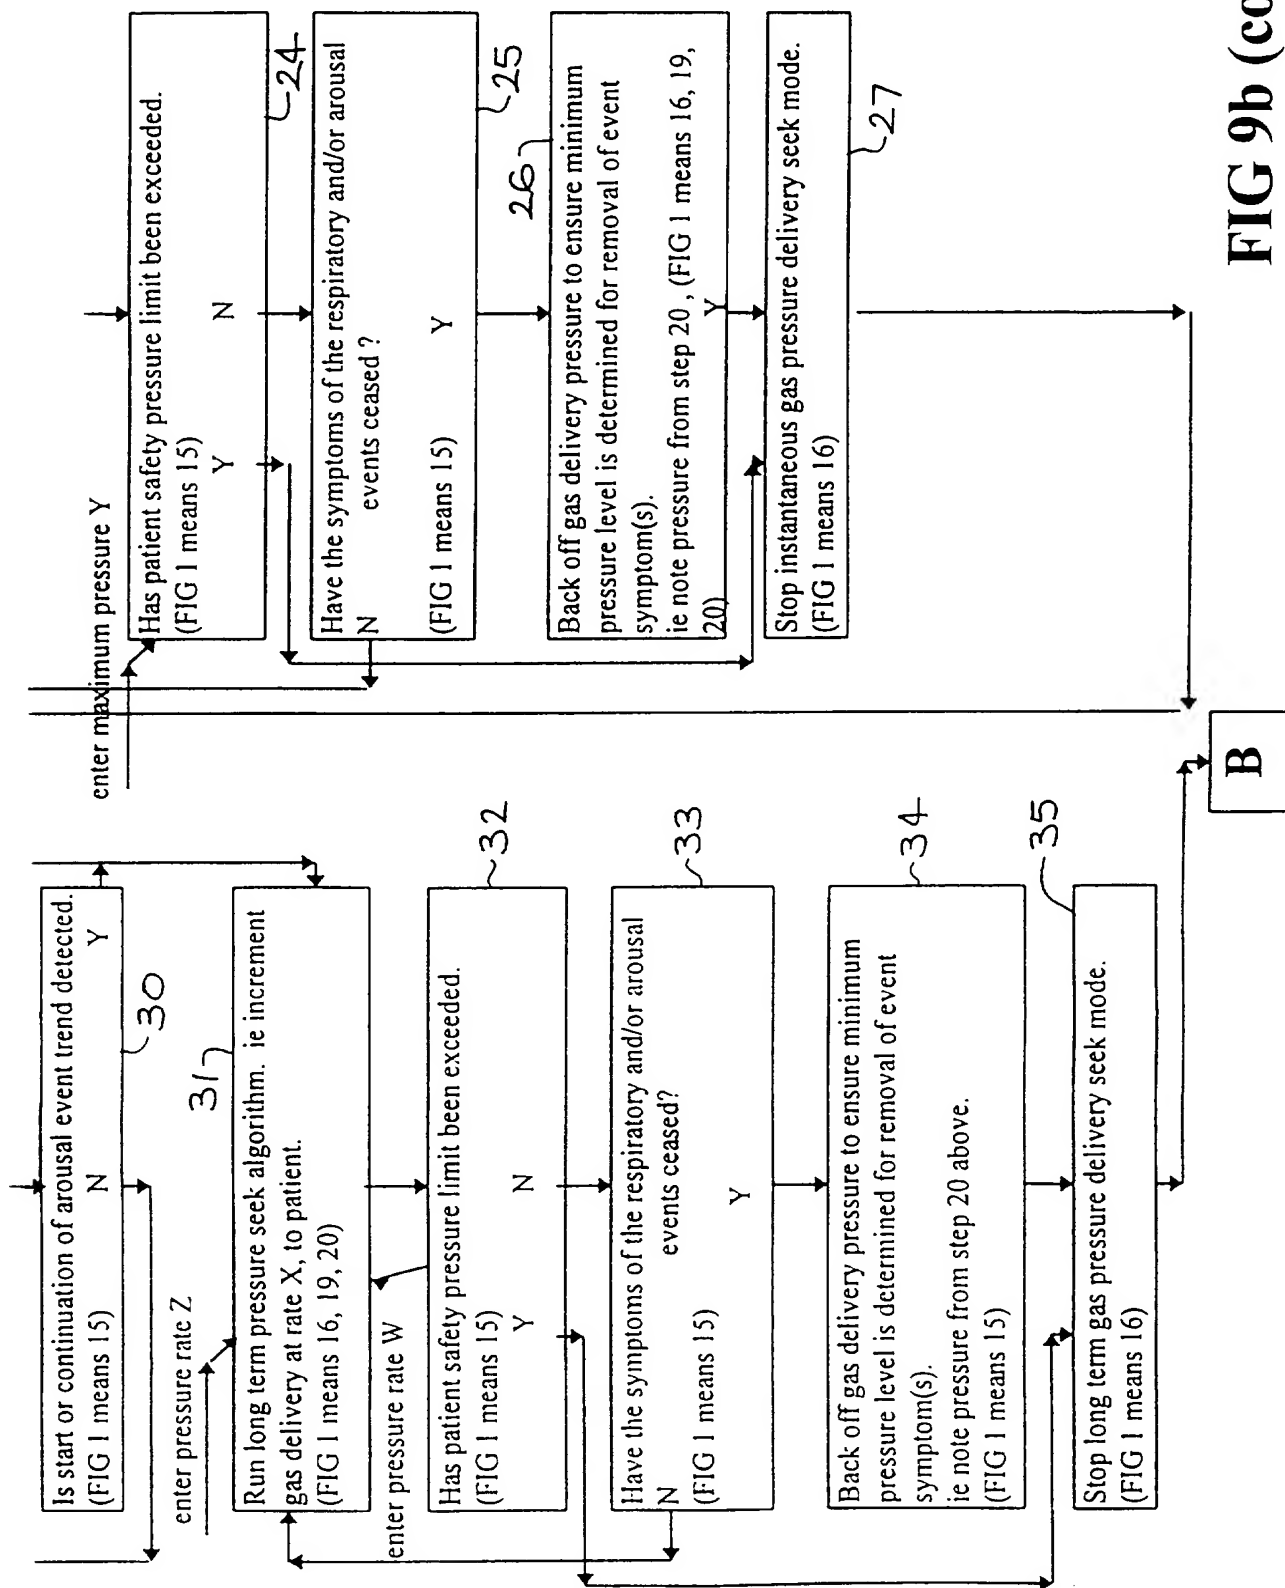 Is start or continuation of arousal event trend detected.
(FIG 1 means 15) N Y
30
enter pressure rate Z
31
Run long term pressure seek algorithm. ie increment
gas delivery at rate X, to patient.
(FIG 1 means 16, 19, 20)
enter pressure rate W
32
Has patient safety pressure limit been exceeded.
(FIG 1 means 15)
Y N
33
Have the symptoms of the respiratory and/or arousal
N events ceased?
(FIG 1 means 15) Y
34
Back off gas delivery pressure to ensure minimum
pressure level is determined for removal of event
symptom(s).
ie note pressure from step 20 above.
(FIG 1 means 15)
35
Stop long term gas pressure delivery seek mode.
(FIG 1 means 16)
enter maximum pressure Y
Has patient safety pressure limit been exceeded.
(FIG 1 means 15)
Y N
24
Have the symptoms of the respiratory and/or arousal
N events ceased ?
(FIG 1 means 15) Y
25
26
Back off gas delivery pressure to ensure minimum
pressure level is determined for removal of event
symptom(s).
ie note pressure from step 20 , (FIG 1 means 16, 19,
20) Y
Stop instantaneous gas pressure delivery seek mode.
(FIG 1 means 16)
27
B
FIG 9b (co